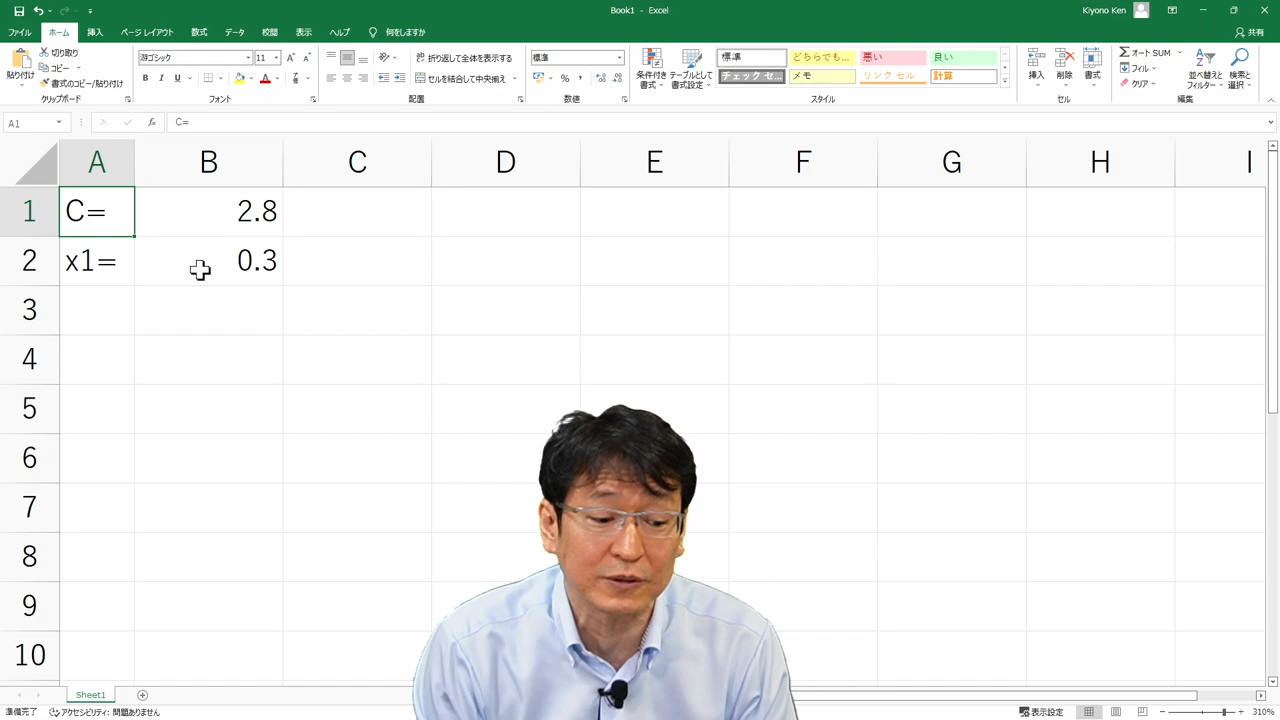 Book1 - Excel
Kiyono Ken
ファイル ホーム 挿入 ページ レイアウト 数式 データ 校閲 表示 ヘルプ 何をしますか 共有
貼り付け 切り取り コピー 書式のコピー/貼り付け
游ゴシック 11 B I U
折り返して全体を表示する セルを結合して中央揃え
標準
条件付き書式 テーブルとして書式設定
標準 どちらでも... 悪い 良い
チェック セ... メモ リンク セル 計算
挿入 削除 書式
オート SUM フィル クリア
並べ替えとフィルター 検索と選択
クリップボード フォント 配置 数値 スタイル セル 編集
A1 fx C=
A B C D E F G H I
1 C= 2.8
2 x1= 0.3
3
4
5
6
7
8
9
10
Sheet1
準備完了 アクセシビリティ: 問題ありません 表示設定 310%